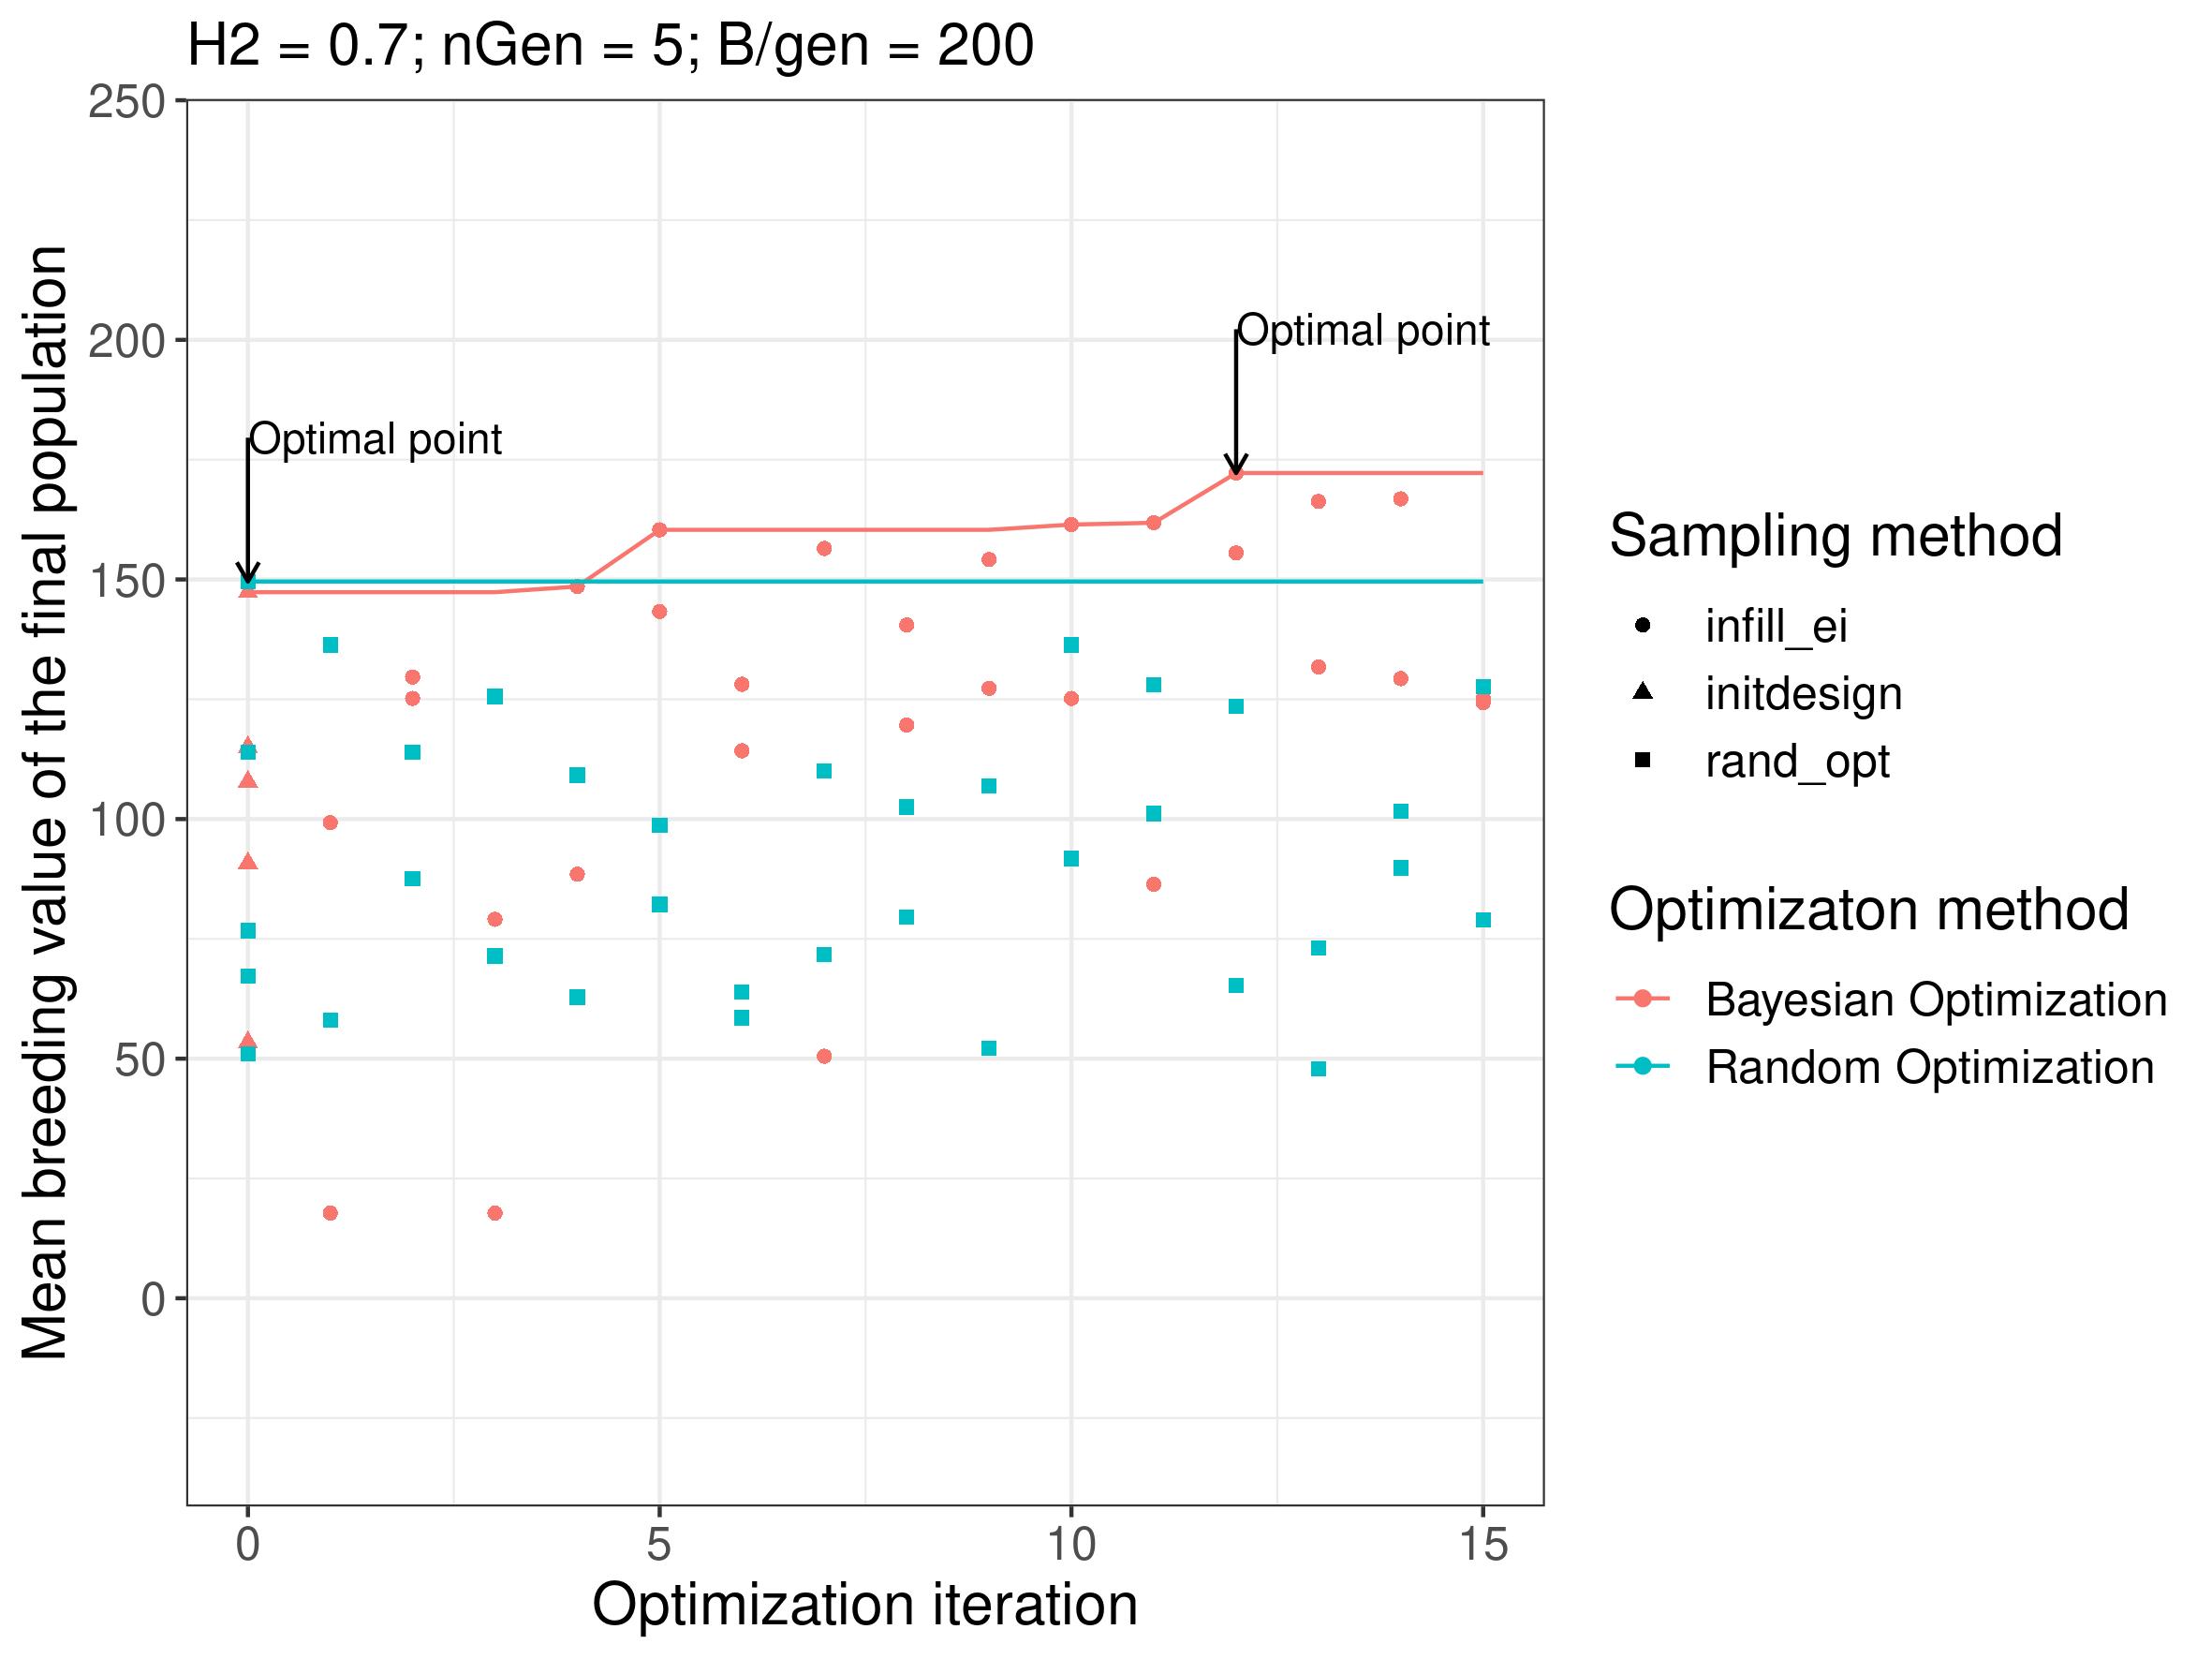 H2 = 0.7; nGen = 5; B/gen = 200
Mean breeding value of the final population
250
200
150
100
50
0
Optimal point
Optimal point
0
5
10
15
Optimization iteration
Sampling method
infill_ei
initdesign
rand_opt
Optimizaton method
Bayesian Optimization
Random Optimization